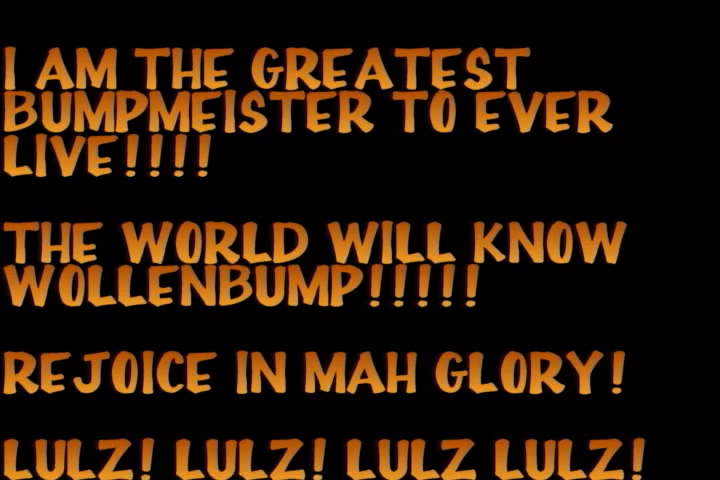 I AM THE GREATEST
BUMPMEISTER TO EVER
LIVE!!!!
THE WORLD WILL KNOW
WOLLENBUMP!!!!!
REJOICE IN MAH GLORY!
LULZ! LULZ! LULZ LULZ!